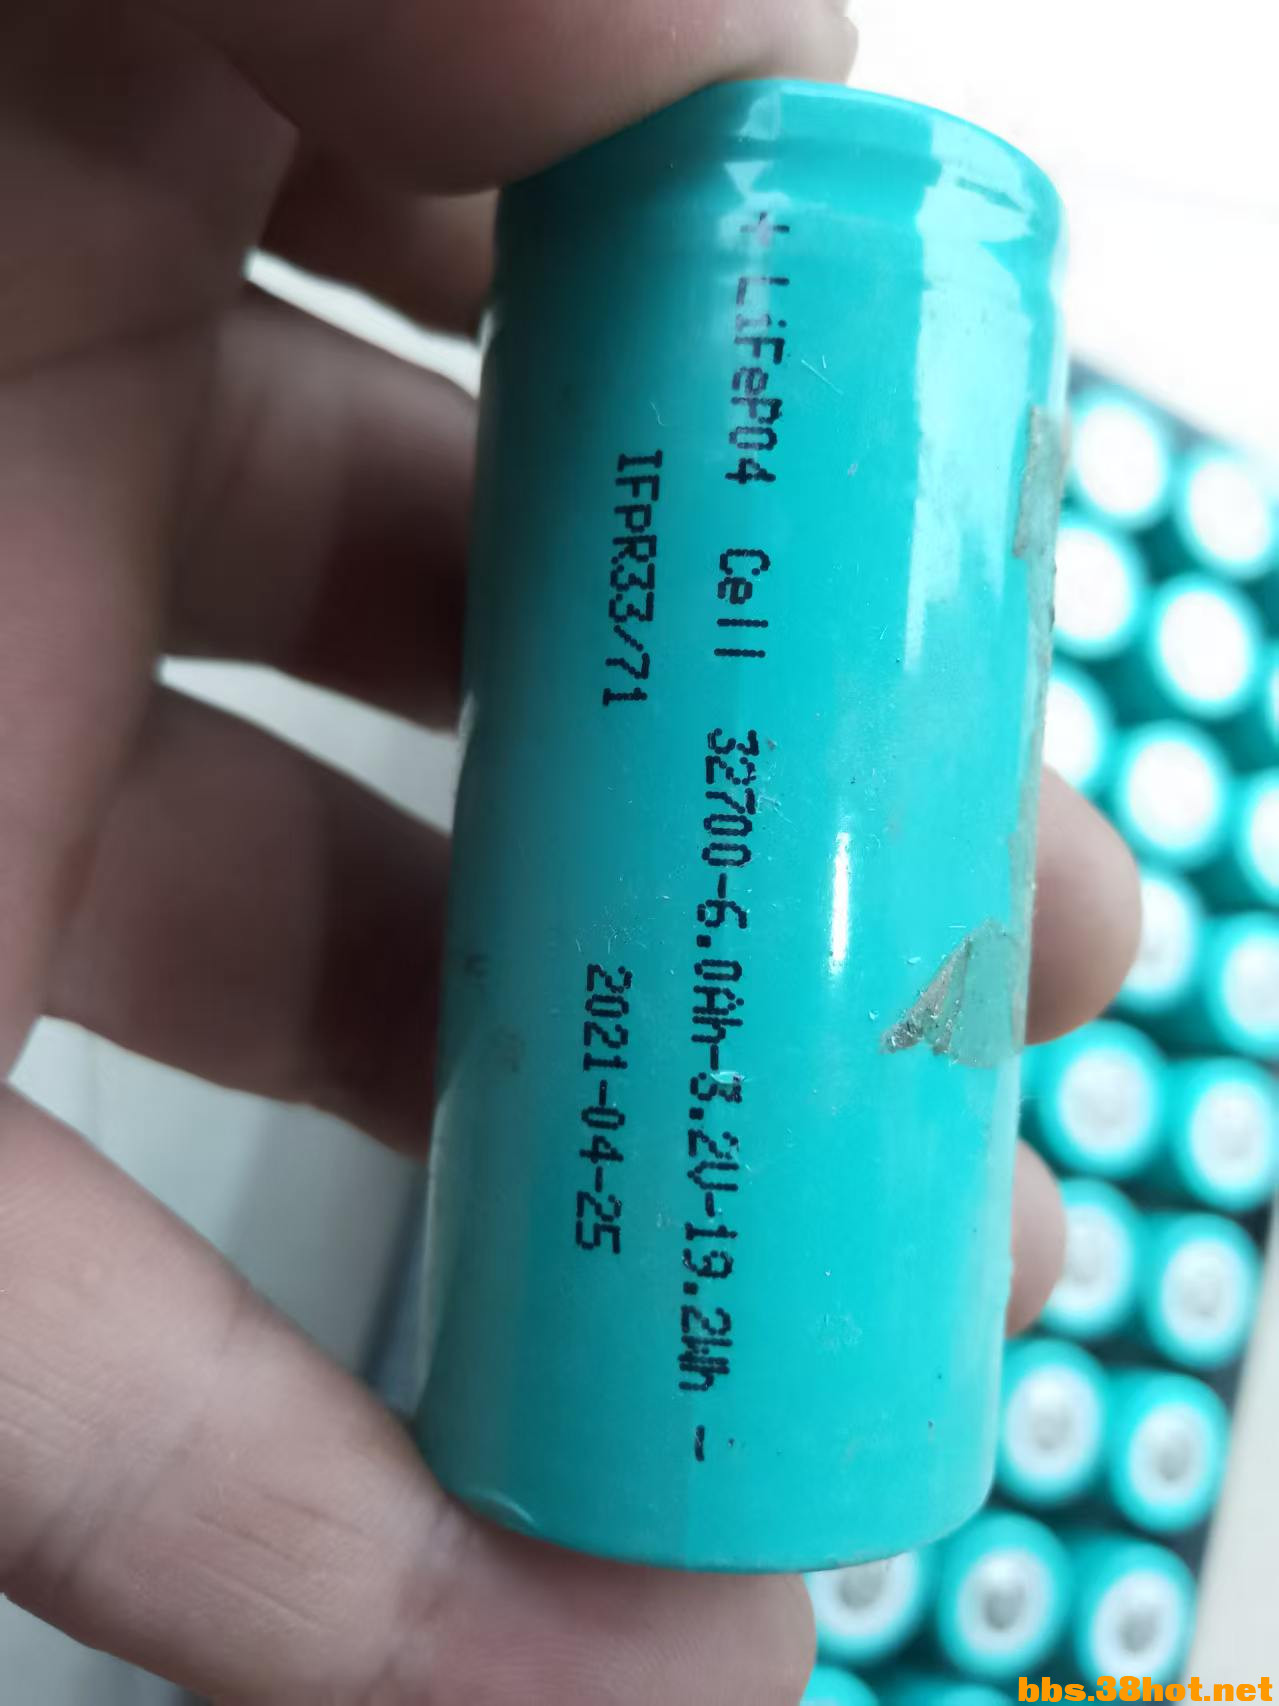 + LiFePO4 Cell 32700-6.0Ah-3.2V-19.2Wh -
IFpR33/71 2021-04-25
bbs.38hot.net